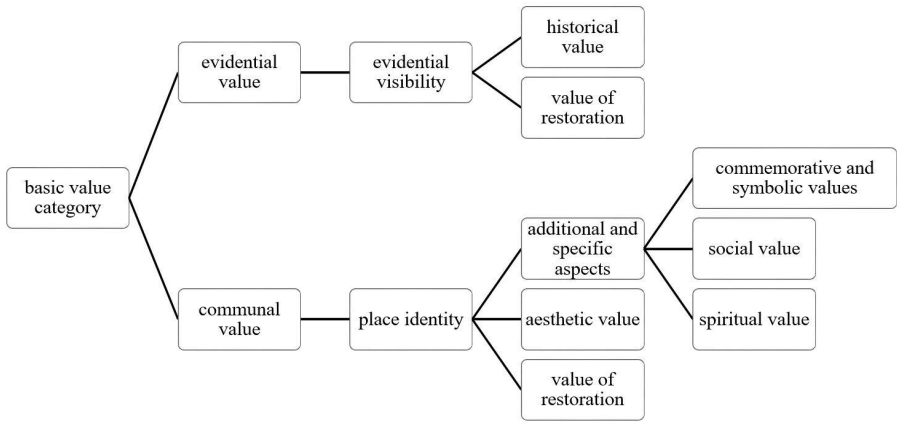 basic value
category
evidential
value
evidential
visibility
historical
value
value of
restoration
communal
value
place identity
additional and
specific
aspects
commemorative and
symbolic values
social value
spiritual value
aesthetic value
value of
restoration